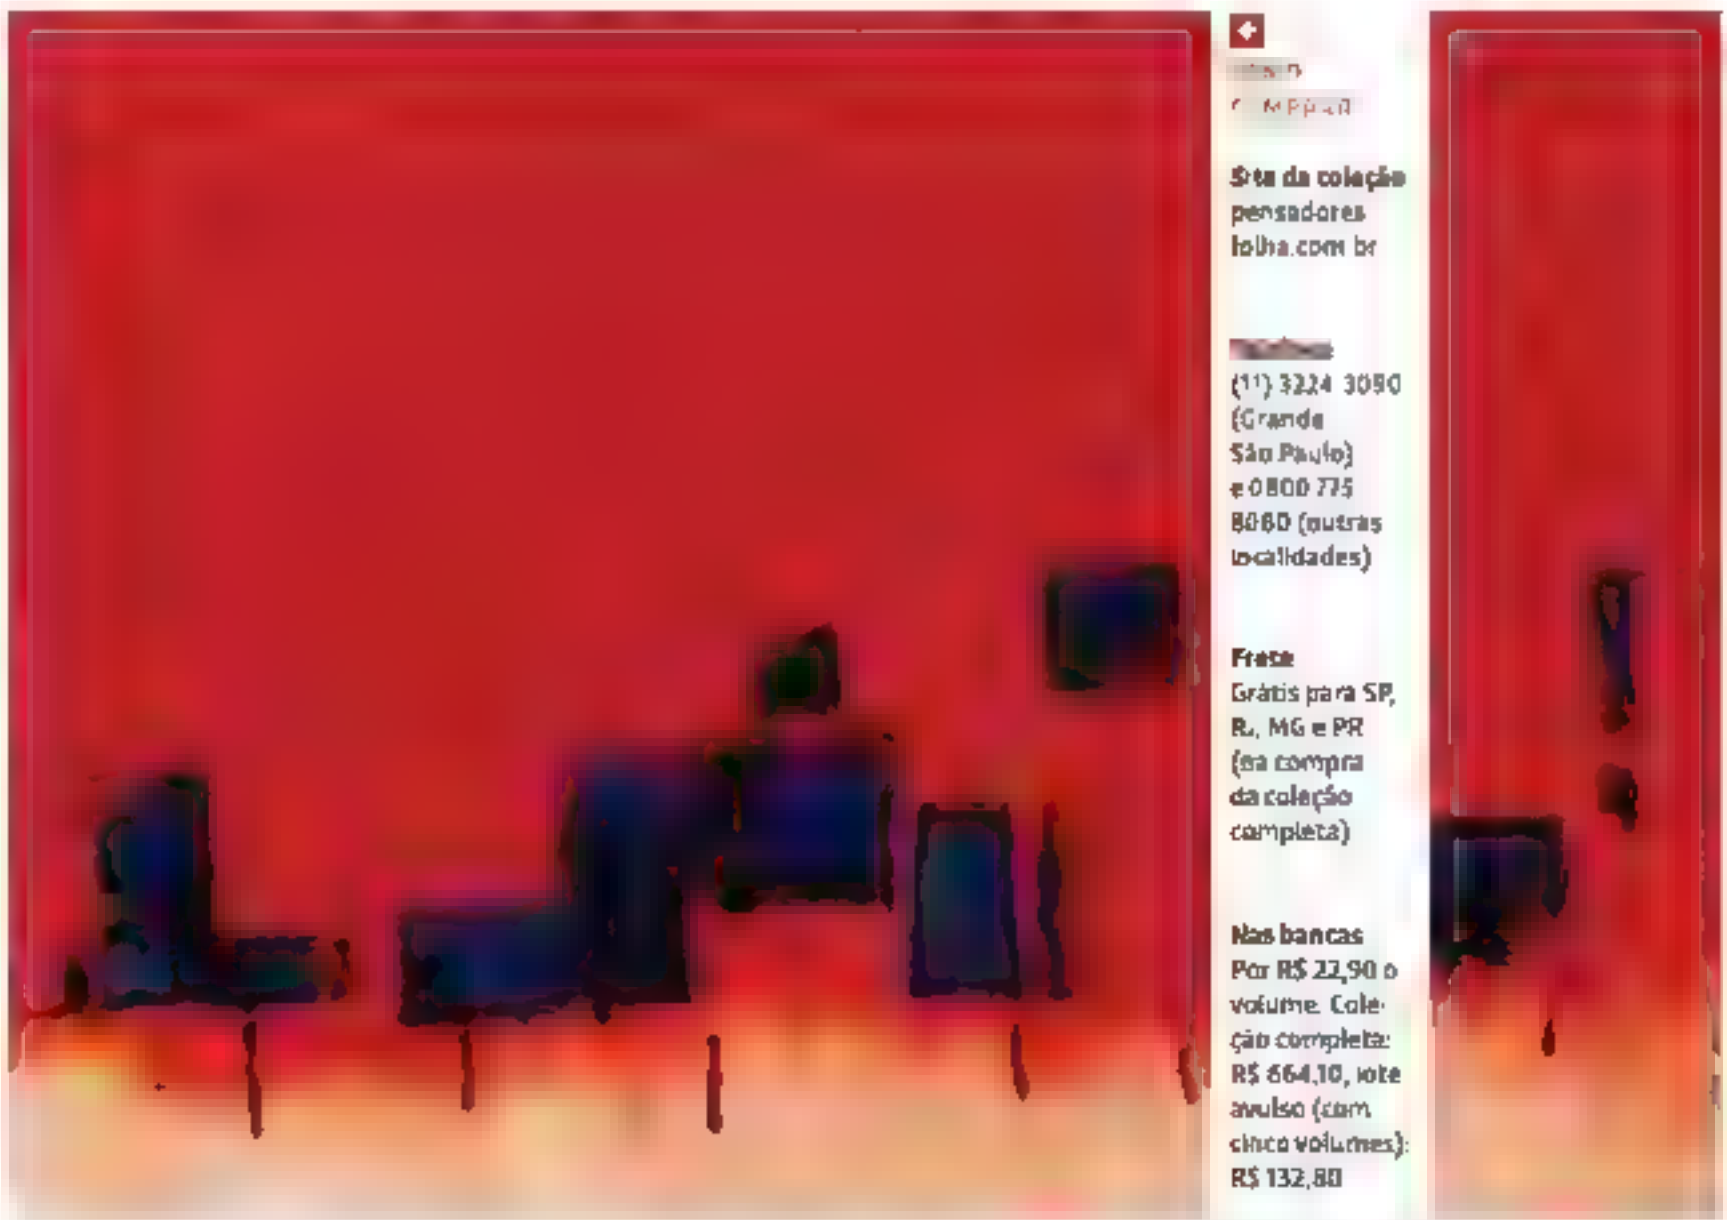 Site da coleção
pensadores
folha.com.br
(11) 3224-3090
(Grande
São Paulo)
e 0800 775
8080 (outras
localidades)
Frete
Grátis para SP,
RJ, MG e PR
(na compra
da coleção
completa)
Nas bancas
Por R$ 22,90 o
volume. Cole-
ção completa:
R$ 664,10, lote
avulso (com
cinco volumes):
R$ 132,80